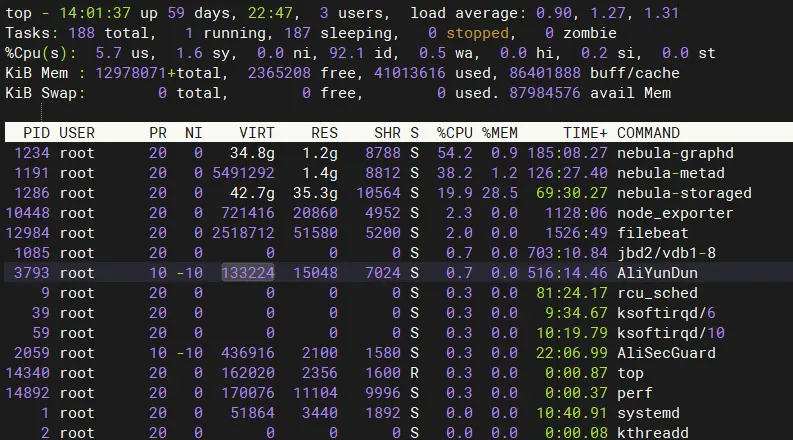 top - 14:01:37 up 59 days, 22:47,  3 users,  load average: 0.90, 1.27, 1.31
Tasks: 188 total,   1 running, 187 sleeping,   0 stopped,   0 zombie
%Cpu(s):  5.7 us,  1.6 sy,  0.0 ni, 92.1 id,  0.5 wa,  0.0 hi,  0.2 si,  0.0 st
KiB Mem : 12978071+total,  2365208 free, 41013616 used, 86401888 buff/cache
KiB Swap:        0 total,        0 free,        0 used. 87984576 avail Mem
PID USER      PR  NI    VIRT    RES    SHR S  %CPU %MEM     TIME+ COMMAND
1234 root      20   0   34.8g   1.2g   8788 S  54.2  0.9 185:08.27 nebula-graphd
1191 root      20   0 5491292   1.4g   8812 S  38.2  1.2 126:27.40 nebula-metad
1286 root      20   0   42.7g  35.3g  10564 S  19.9 28.5  69:30.27 nebula-storaged
10448 root      20   0  721416  20860   4952 S   2.3  0.0   1128:06 node_exporter
12984 root      20   0 2518712  51580   5200 S   2.0  0.0   1526:49 filebeat
1085 root      20   0       0      0      0 S   0.7  0.0 703:10.84 jbd2/vdb1-8
3793 root      10 -10  133224  15048   7024 S   0.7  0.0 516:14.46 AliYunDun
9 root      20   0       0      0      0 S   0.3  0.0  81:24.17 rcu_sched
39 root      20   0       0      0      0 S   0.3  0.0   9:34.67 ksoftirqd/6
59 root      20   0       0      0      0 S   0.3  0.0  10:19.79 ksoftirqd/10
2059 root      10 -10  436916   2100   1580 S   0.3  0.0  22:06.99 AliSecGuard
14340 root      20   0  162020   2356   1600 R   0.3  0.0   0:00.87 top
14892 root      20   0  170076  11104   9996 S   0.3  0.0   0:00.37 perf
1 root      20   0   51864   3440   1892 S   0.0  0.0  10:40.91 systemd
2 root      20   0       0      0      0 S   0.0  0.0   0:00.08 kthreadd